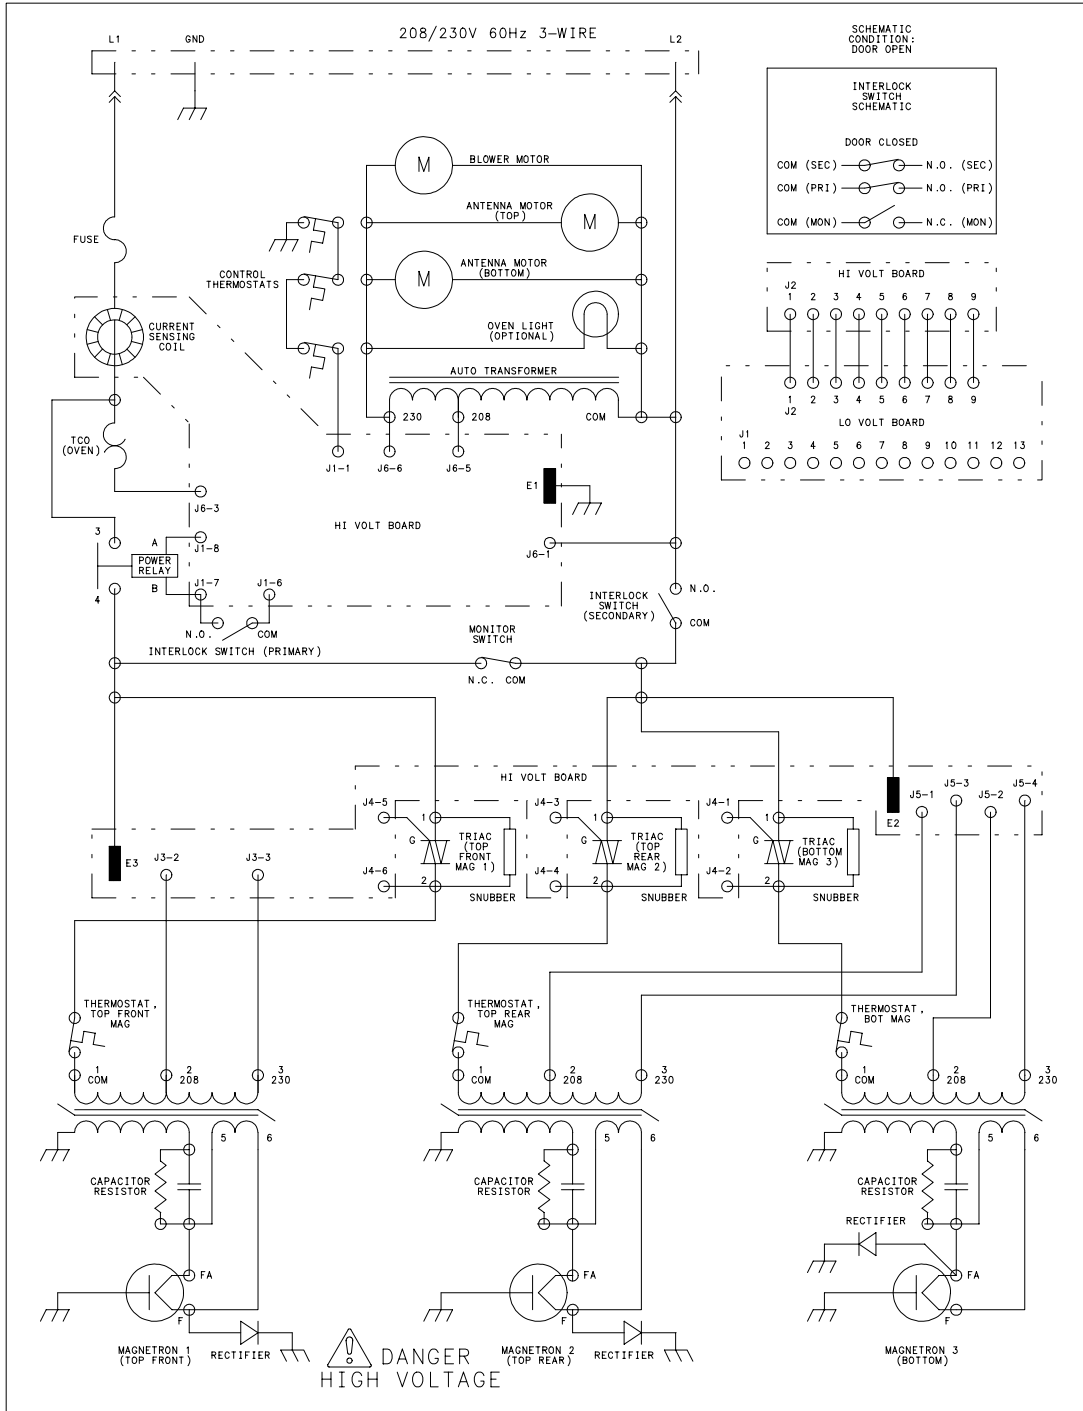 208/230V 60Hz 3-WIRE
L1
GND
L2
SCHEMATIC
CONDITION:
DOOR OPEN
INTERLOCK
SWITCH
SCHEMATIC
DOOR CLOSED
COM (SEC)
N.O. (SEC)
COM (PRI)
N.O. (PRI)
COM (MON)
N.C. (MON)
M
BLOWER MOTOR
ANTENNA MOTOR
(TOP)
M
FUSE
M
ANTENNA MOTOR
(BOTTOM)
CONTROL
THERMOSTATS
OVEN LIGHT
(OPTIONAL)
CURRENT
SENSING
COIL
AUTO TRANSFORMER
230
208
COM
HI VOLT BOARD
J2
1 2 3 4 5 6 7 8 9
1 2 3 4 5 6 7 8 9
J2
LO VOLT BOARD
J1
1 2 3 4 5 6 7 8 9 10 11 12 13
TCO
(OVEN)
J1-1
J6-6
J6-5
E1
J6-3
HI VOLT BOARD
3
A
J1-8
POWER
RELAY
J6-1
B
J1-7
J1-6
4
N.O.
COM
INTERLOCK SWITCH (PRIMARY)
INTERLOCK
SWITCH
(SECONDARY)
N.O.
COM
MONITOR
SWITCH
N.C.
COM
HI VOLT BOARD
J4-5
1
G
TRIAC
(TOP
FRONT
MAG 1)
J4-6
2
SNUBBER
J4-3
1
G
TRIAC
(TOP
REAR
MAG 2)
J4-4
2
SNUBBER
J4-1
1
G
TRIAC
(BOTTOM
MAG 3)
J4-2
2
SNUBBER
E2
J5-1
J5-3
J5-2
J5-4
E3
J3-2
J3-3
THERMOSTAT,
TOP FRONT
MAG
THERMOSTAT,
TOP REAR
MAG
THERMOSTAT,
BOT MAG
1
COM
2
208
3
230
1
COM
2
208
3
230
1
COM
2
208
3
230
5
6
5
6
5
6
CAPACITOR
RESISTOR
CAPACITOR
RESISTOR
CAPACITOR
RESISTOR
RECTIFIER
FA
F
FA
F
FA
F
MAGNETRON 1
(TOP FRONT)
RECTIFIER
MAGNETRON 2
(TOP REAR)
RECTIFIER
MAGNETRON 3
(BOTTOM)
! DANGER
HIGH VOLTAGE